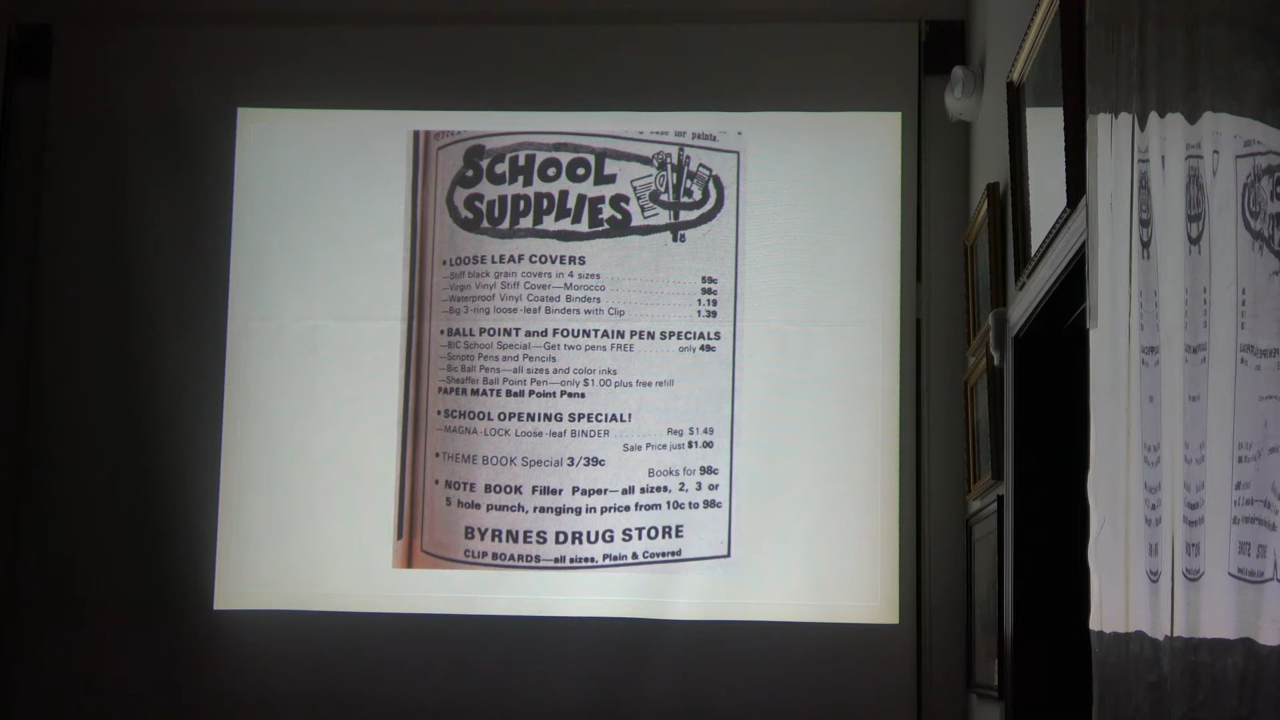 for paints.
SCHOOL
SUPPLIES
• LOOSE LEAF COVERS
—Stiff black grain covers in 4 sizes ........ 59c
—Virgin Vinyl Stiff Cover—Morocco ........ 98c
—Waterproof Vinyl Coated Binders ........ 1.19
—Big 3-ring loose-leaf Binders with Clip ........ 1.39
• BALL POINT and FOUNTAIN PEN SPECIALS
—BIC School Special—Get two pens FREE ........ only 49c
—Scripto Pens and Pencils
—Bic Ball Pens—all sizes and color inks
—Sheaffer Ball Point Pen—only $1.00 plus free refill
PAPER MATE Ball Point Pens
• SCHOOL OPENING SPECIAL!
—MAGNA-LOCK Loose-leaf BINDER ........ Reg. $1.49
Sale Price just $1.00
• THEME BOOK Special 3/39c
Books for 98c
• NOTE BOOK Filler Paper—all sizes, 2, 3 or
5 hole punch, ranging in price from 10c to 98c
BYRNES DRUG STORE
CLIP BOARDS—all sizes, Plain & Covered